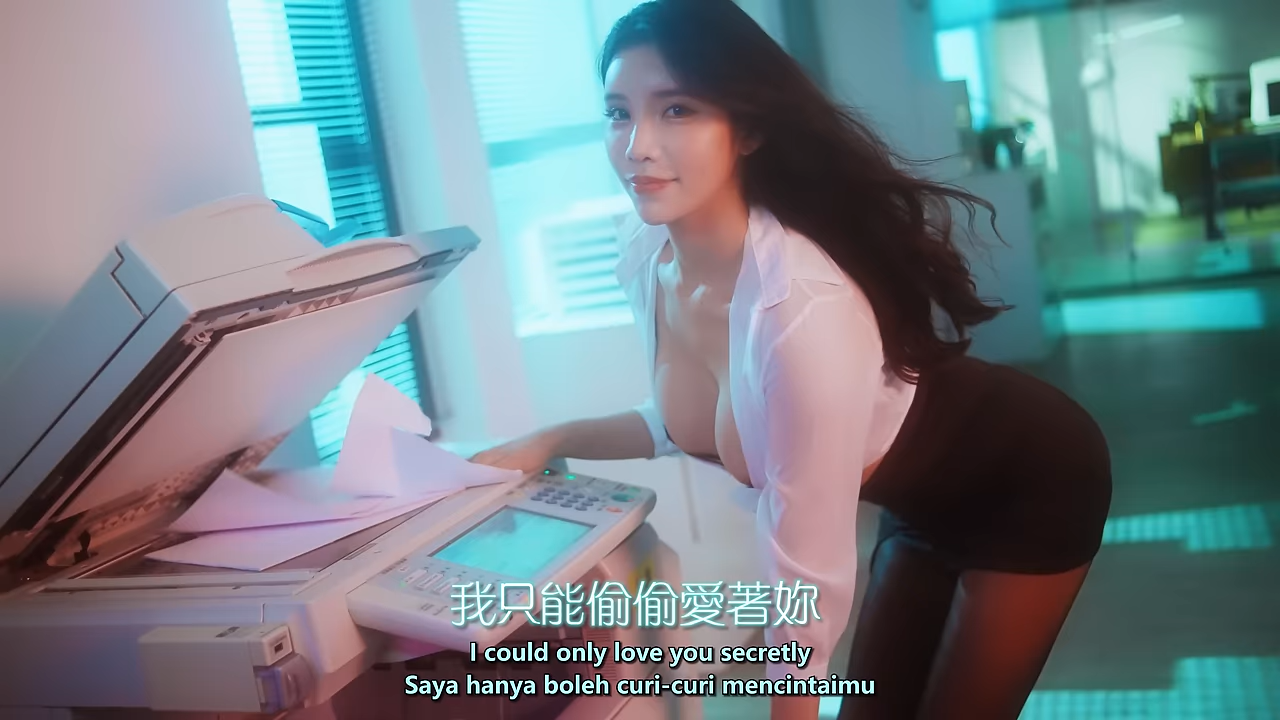 我只能偷偷愛著妳
I could only love you secretly
Saya hanya boleh curi-curi mencintaimu